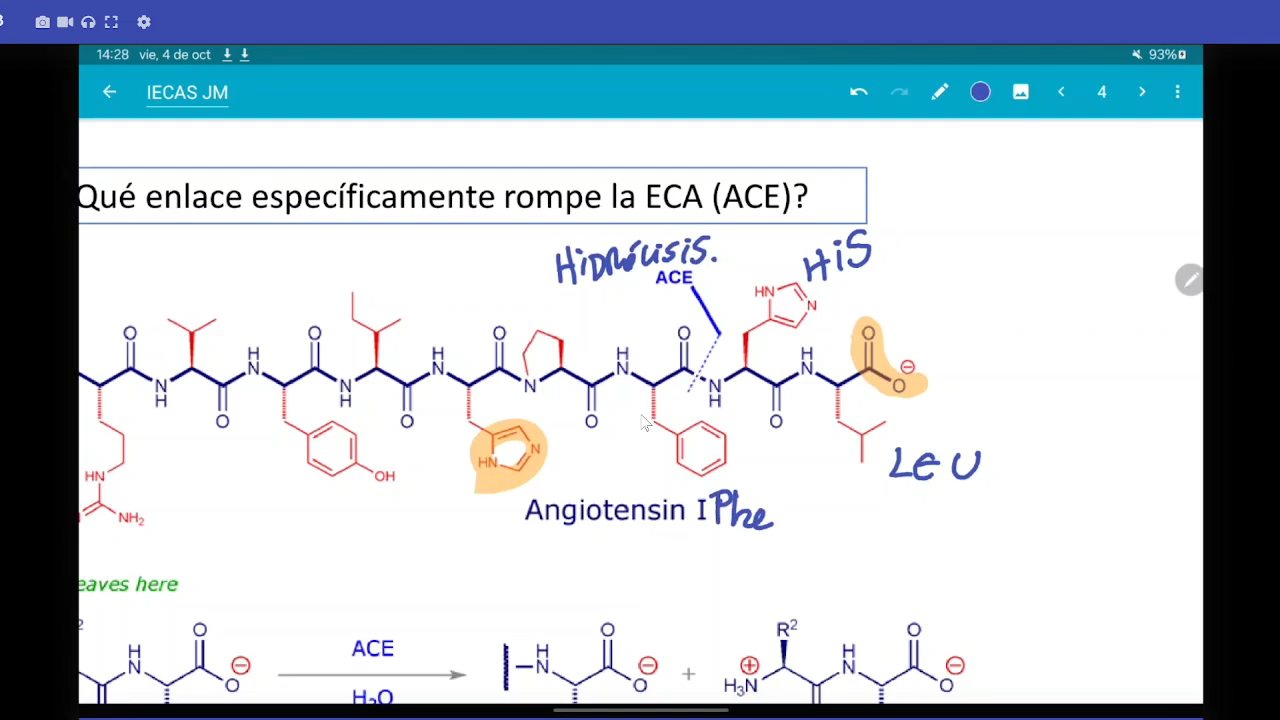 3
14:28 vie, 4 de oct
93%
IECAS JM
4
Qué enlace específicamente rompe la ECA (ACE)?
HiDRólisis.
ACE
HiS
HN
N
O
O
O
O
O
H
N
H
N
H
N
H
N
N
H
N
H
N
H
N
O
O
O
O
O
HN
N
OH
HN
NH2
LEU
Angiotensin I
Phe
eaves here
R2
O
H
N
O
ACE
H2O
H
N
O
O
+
H3N
H
N
O
O